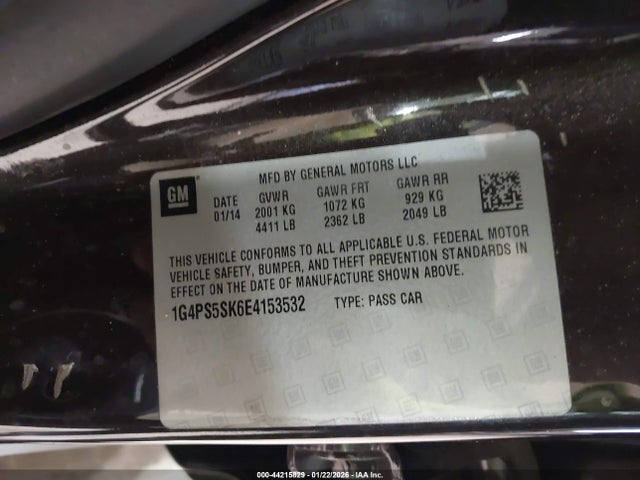 MFD BY GENERAL MOTORS LLC
GM
DATE GVWR GAWR FRT GAWR RR
01/14 2001 KG 1072 KG 929 KG
4411 LB 2362 LB 2049 LB
THIS VEHICLE CONFORMS TO ALL APPLICABLE U.S. FEDERAL MOTOR
VEHICLE SAFETY, BUMPER, AND THEFT PREVENTION STANDARDS IN
EFFECT ON THE DATE OF MANUFACTURE SHOWN ABOVE.
1G4PS5SK6E4153532 TYPE: PASS CAR
000-44215829 - 01/22/2026 - IAA Inc.